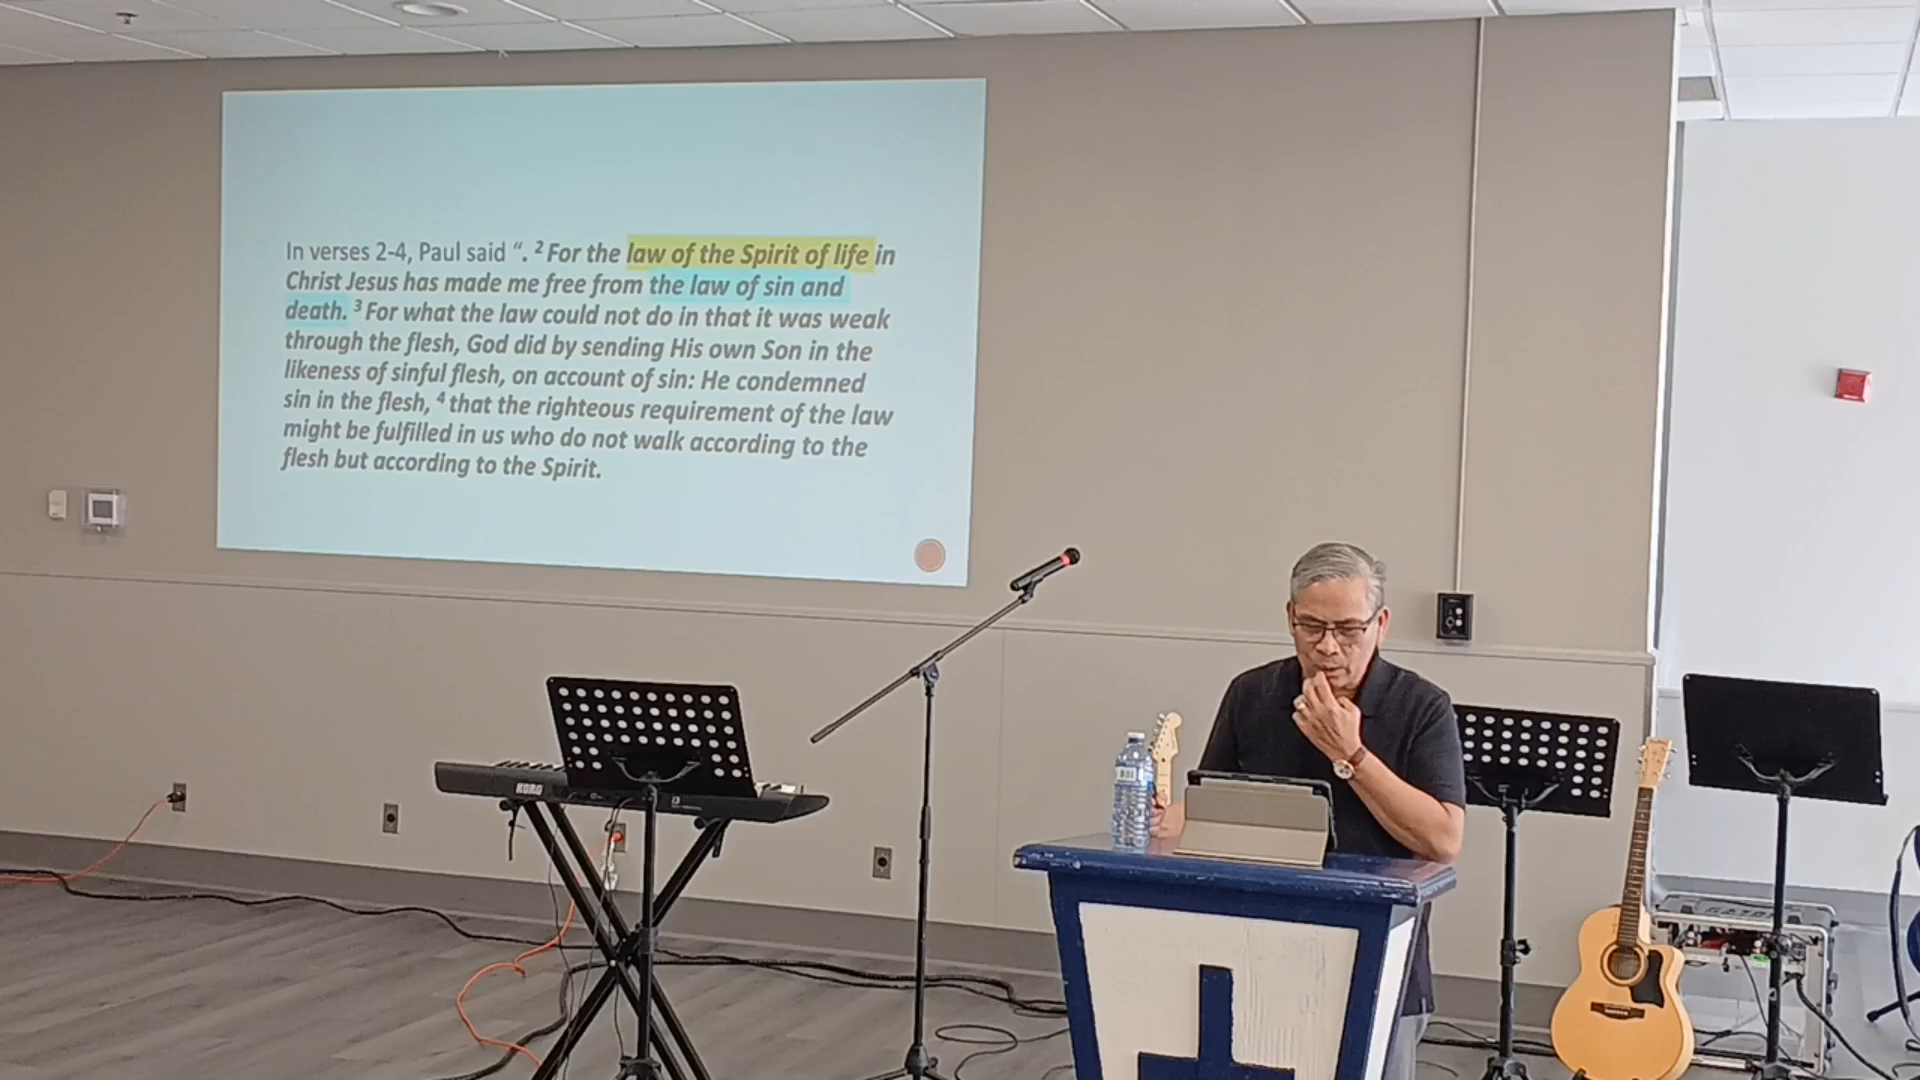 In verses 2-4, Paul said “. 2 For the law of the Spirit of life in
Christ Jesus has made me free from the law of sin and
death. 3 For what the law could not do in that it was weak
through the flesh, God did by sending His own Son in the
likeness of sinful flesh, on account of sin: He condemned
sin in the flesh, 4 that the righteous requirement of the law
might be fulfilled in us who do not walk according to the
flesh but according to the Spirit.
KORG